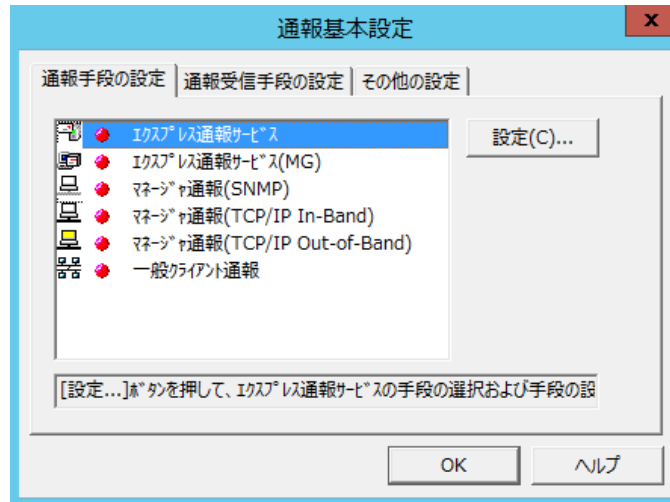 通報基本設定
x
通報手段の設定 通報受信手段の設定 その他の設定
ｴｸｽﾌﾟﾚｽ通報ｻｰﾋﾞｽ 設定(C)...
ｴｸｽﾌﾟﾚｽ通報ｻｰﾋﾞｽ(MG)
ﾏﾈｰｼﾞｬ通報(SNMP)
ﾏﾈｰｼﾞｬ通報(TCP/IP In-Band)
ﾏﾈｰｼﾞｬ通報(TCP/IP Out-of-Band)
一般ｸﾗｲｱﾝﾄ通報
[設定...]ﾎﾞﾀﾝを押して、ｴｸｽﾌﾟﾚｽ通報ｻｰﾋﾞｽの手段の選択および手段の設
OK ヘルプ